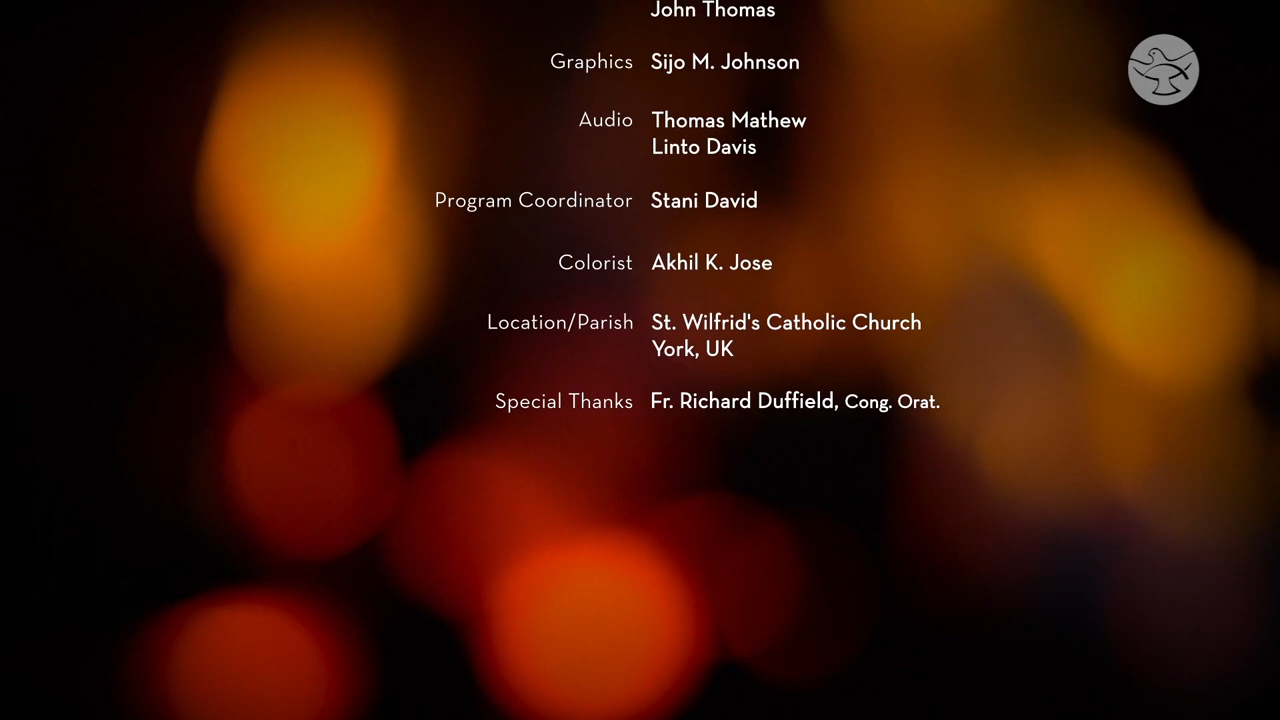 John Thomas
Graphics Sijo M. Johnson
Audio Thomas Mathew
Linto Davis
Program Coordinator Stani David
Colorist Akhil K. Jose
Location/Parish St. Wilfrid's Catholic Church
York, UK
Special Thanks Fr. Richard Duffield, Cong. Orat.